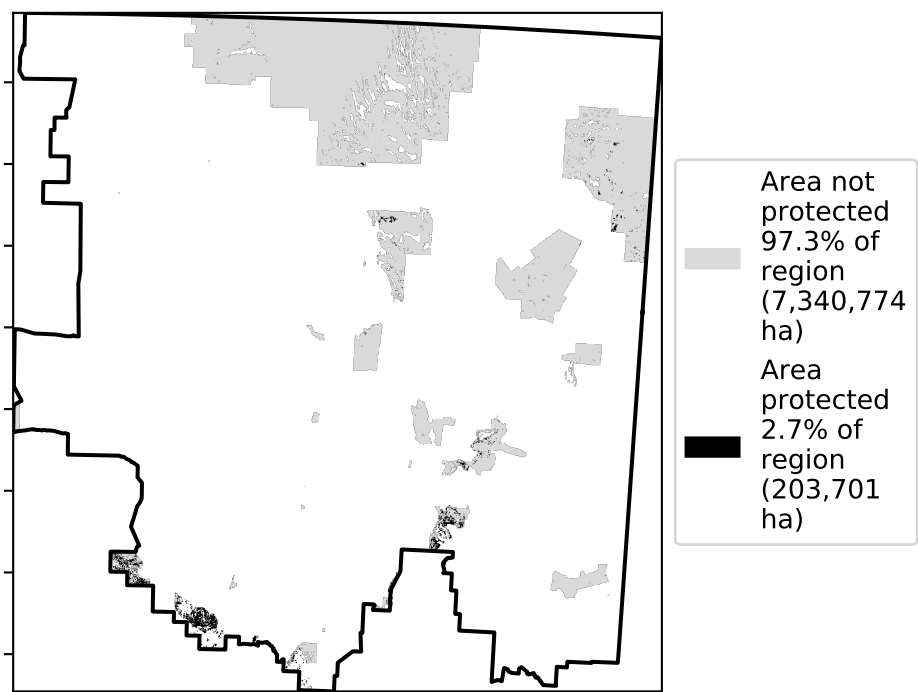 Area not
protected
97.3% of
region
(7,340,774
ha)
Area
protected
2.7% of
region
(203,701
ha)